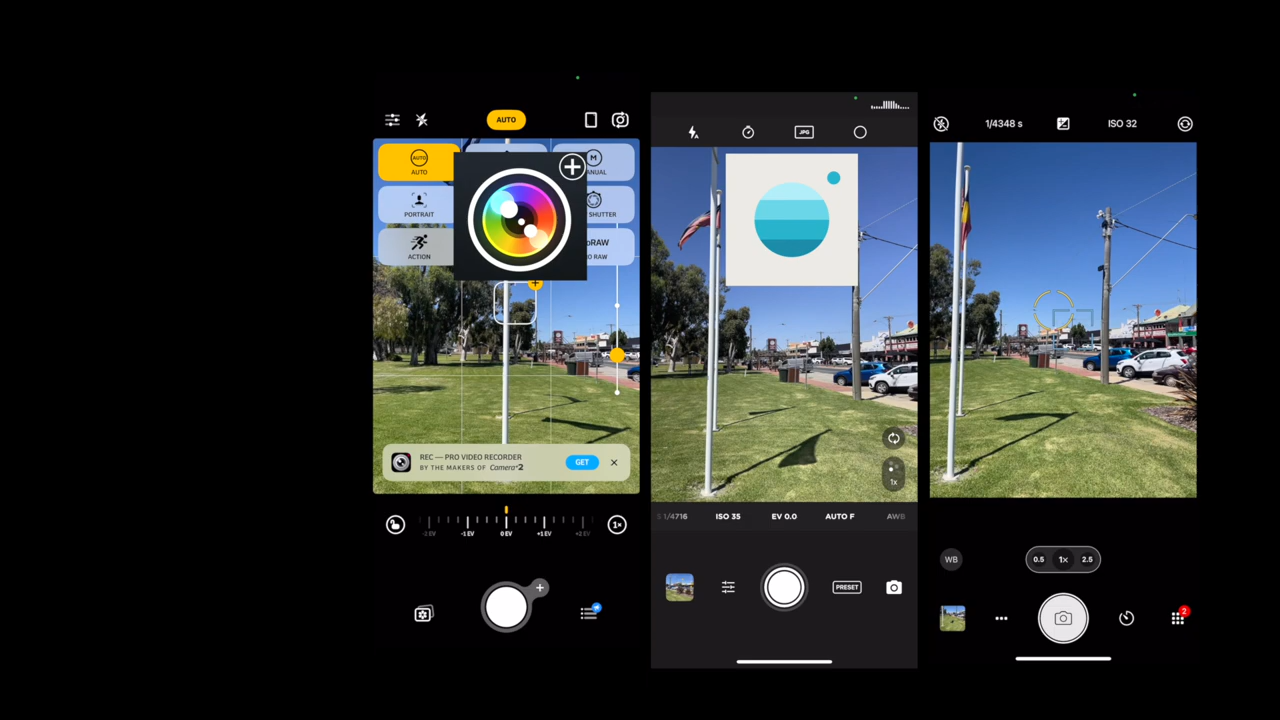 AUTO
AUTO
AUTO
M
ANUAL
PORTRAIT
SHUTTER
ACTION
RAW
O RAW
REC — PRO VIDEO RECORDER
BY THE MAKERS OF Camera+2
GET
-2 EV
-1 EV
0 EV
+1 EV
+2 EV
1×
JPG
1x
S 1/4716
ISO 35
EV 0.0
AUTO F
AWB
PRESET
1/4348 s
ISO 32
WB
0.5
1×
2.5
2